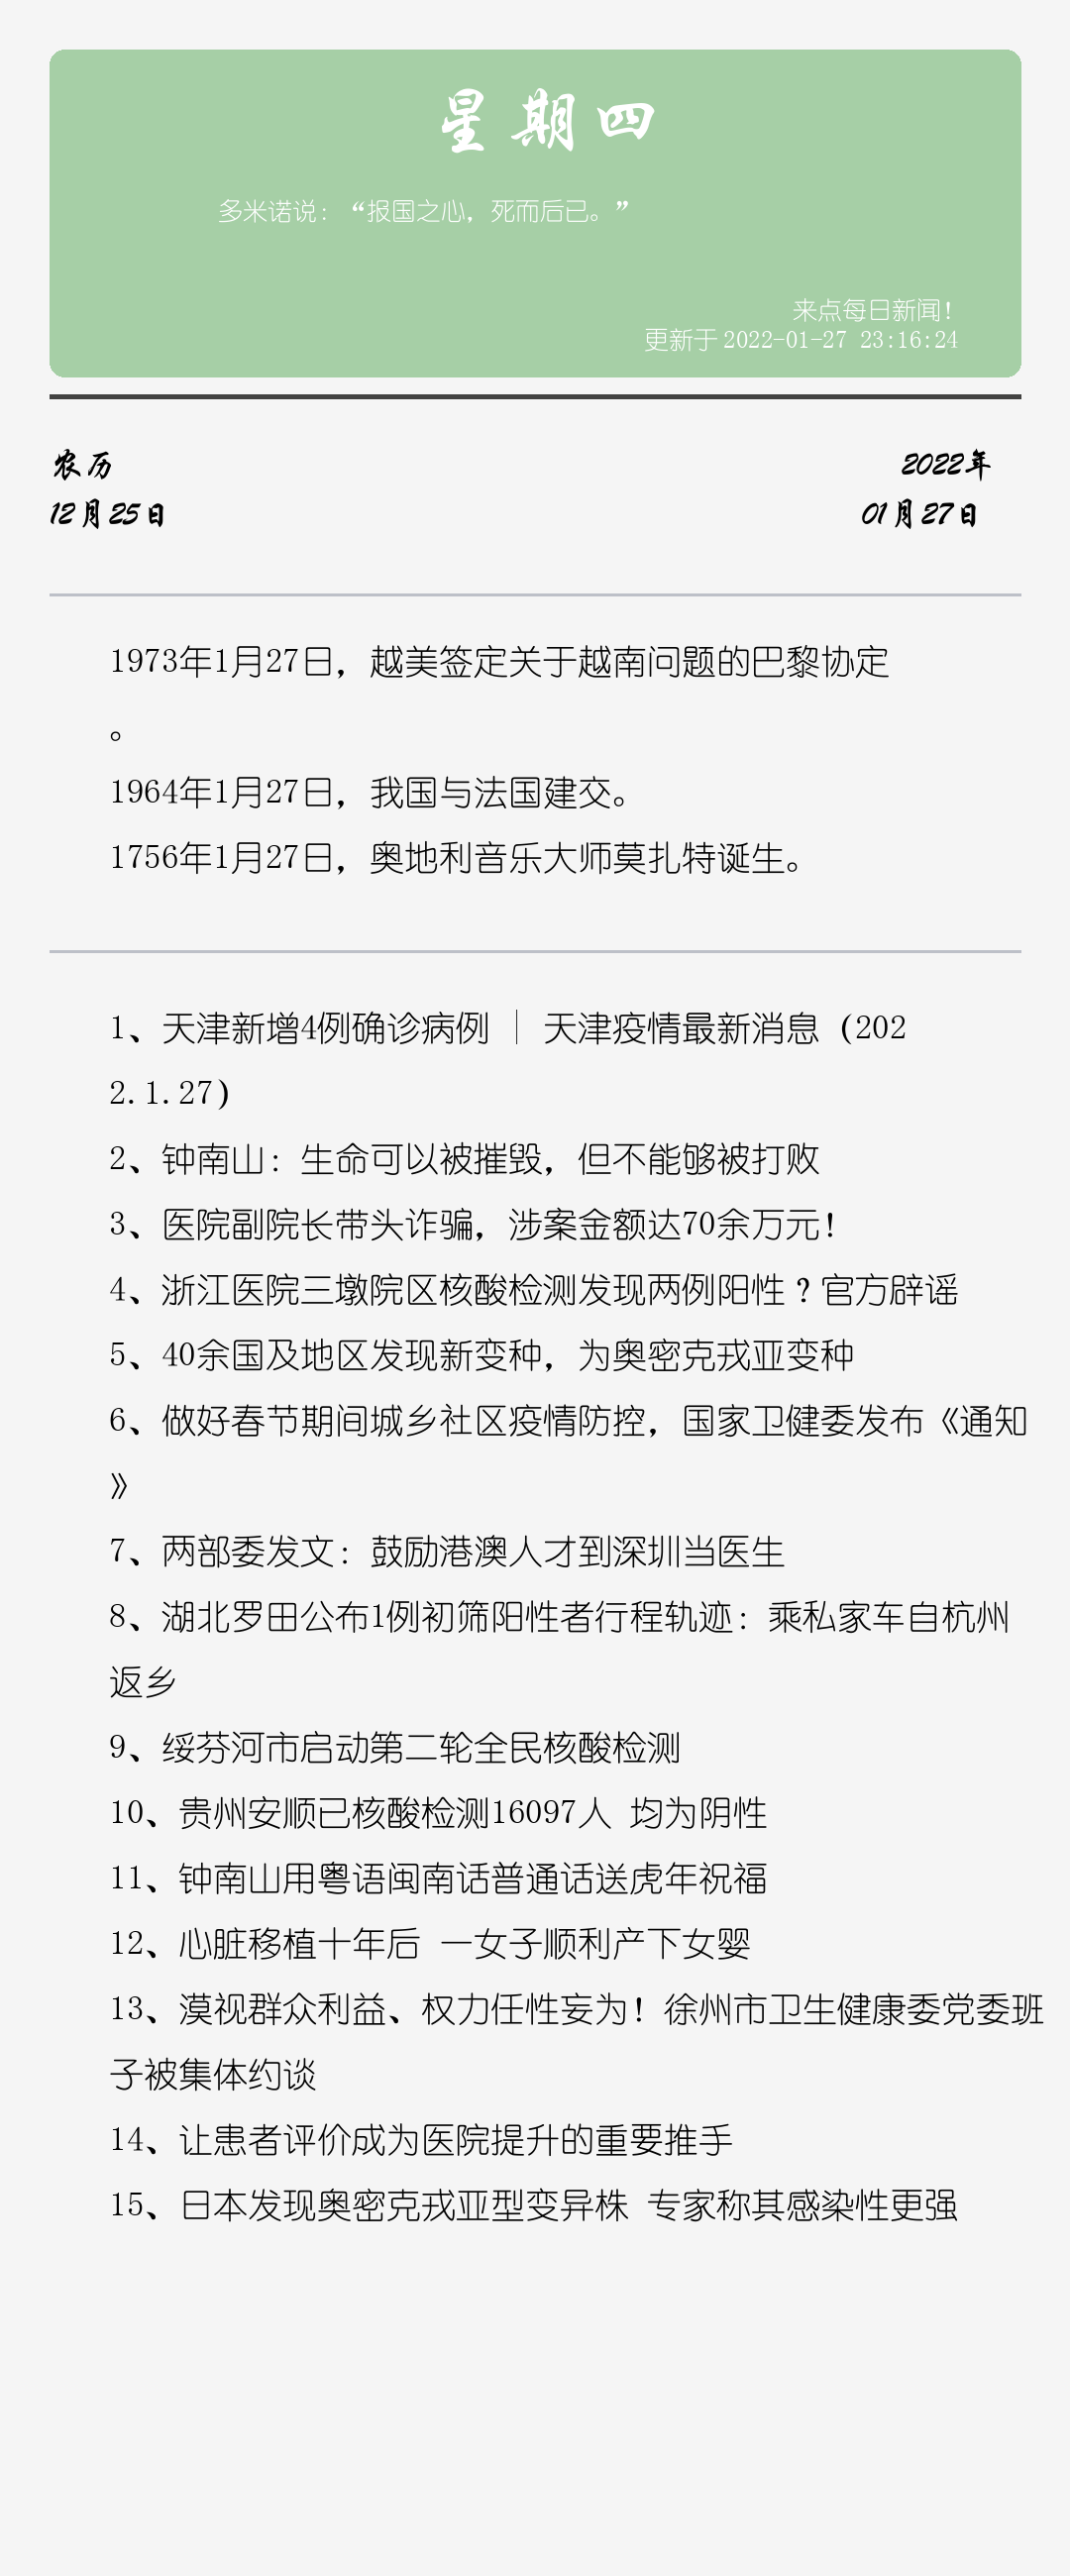 星期四
多米诺说：“报国之心，死而后已。”
来点每日新闻！
更新于 2022-01-27 23:16:24
农历
2022年
12月25日
01月27日
1973年1月27日，越美签定关于越南问题的巴黎协定
。
1964年1月27日，我国与法国建交。
1756年1月27日，奥地利音乐大师莫扎特诞生。
1、天津新增4例确诊病例 | 天津疫情最新消息（202
2.1.27）
2、钟南山：生命可以被摧毁，但不能够被打败
3、医院副院长带头诈骗，涉案金额达70余万元！
4、浙江医院三墩院区核酸检测发现两例阳性？官方辟谣
5、40余国及地区发现新变种，为奥密克戎亚变种
6、做好春节期间城乡社区疫情防控，国家卫健委发布《通知
》
7、两部委发文：鼓励港澳人才到深圳当医生
8、湖北罗田公布1例初筛阳性者行程轨迹：乘私家车自杭州
返乡
9、绥芬河市启动第二轮全民核酸检测
10、贵州安顺已核酸检测16097人 均为阴性
11、钟南山用粤语闽南话普通话送虎年祝福
12、心脏移植十年后 一女子顺利产下女婴
13、漠视群众利益、权力任性妄为！徐州市卫生健康委党委班
子被集体约谈
14、让患者评价成为医院提升的重要推手
15、日本发现奥密克戎亚型变异株 专家称其感染性更强